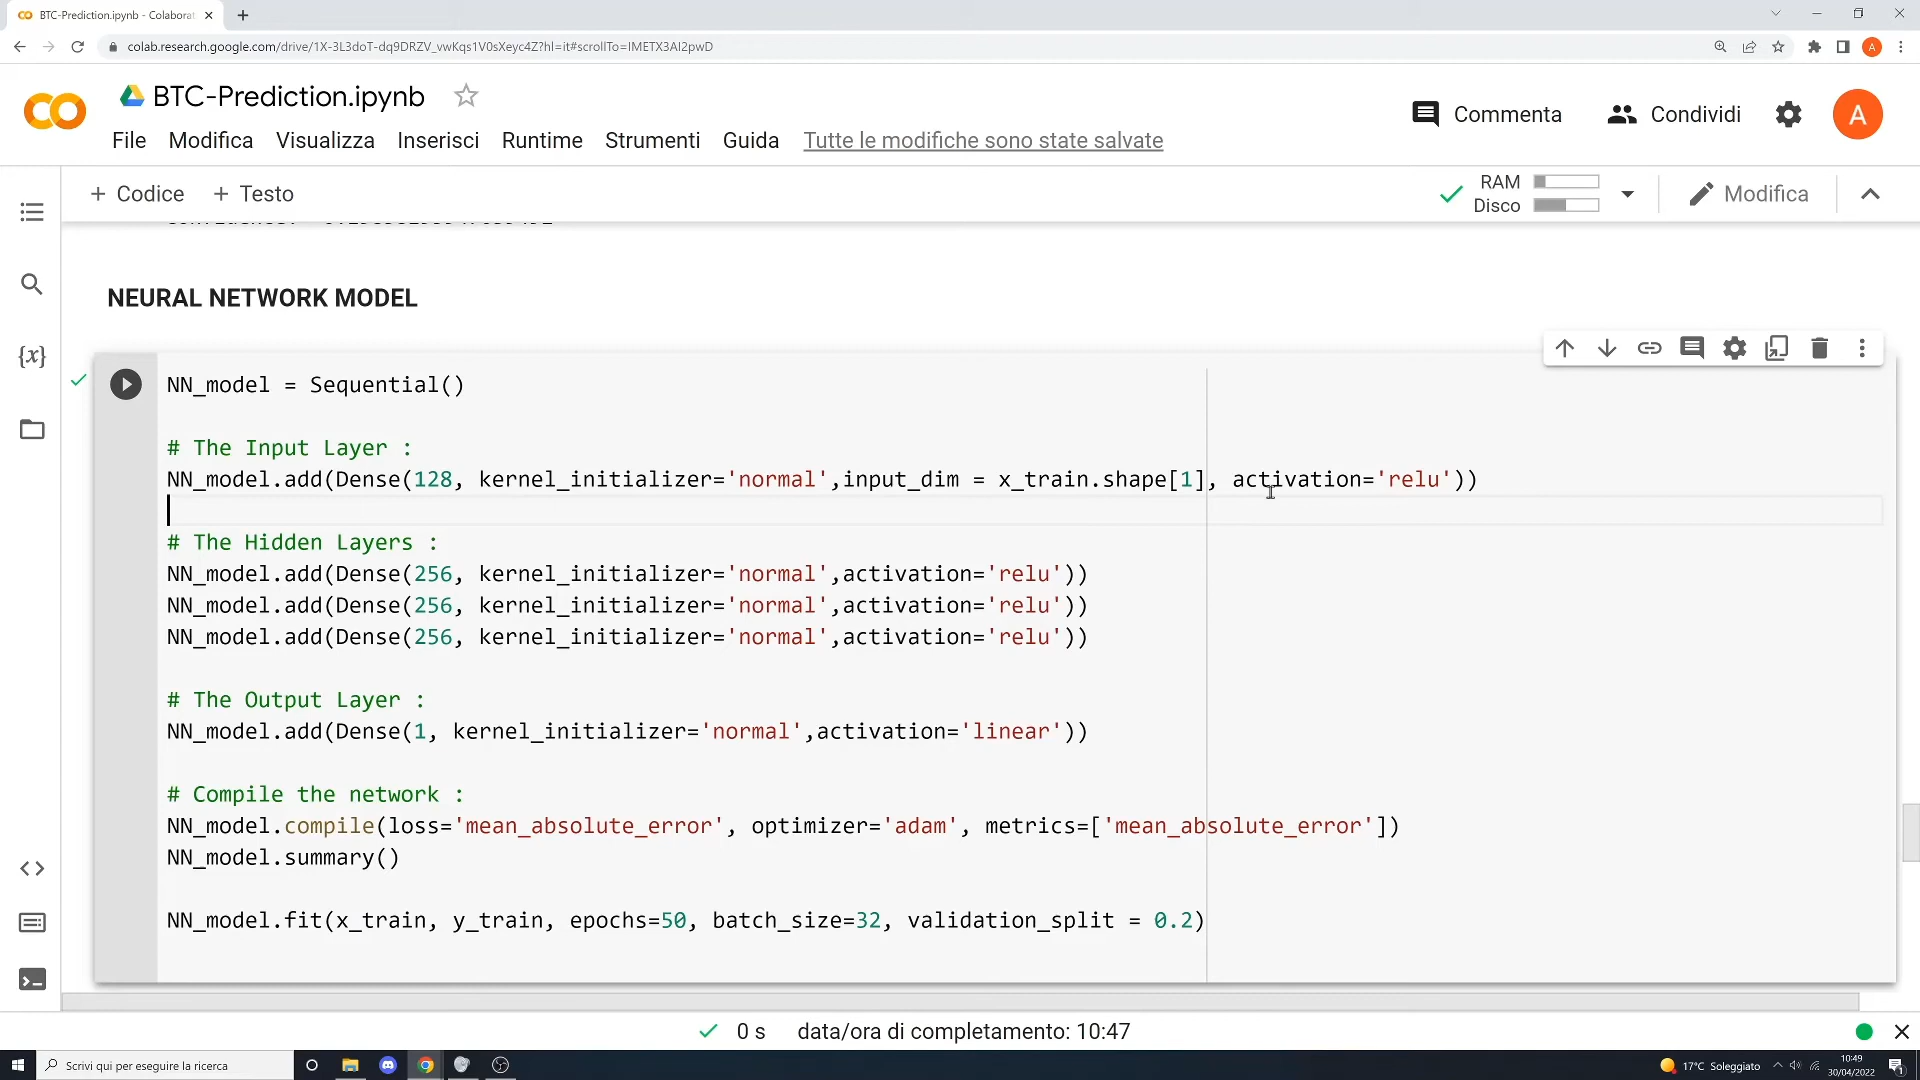 BTC-Prediction.ipynb - Colaborat
colab.research.google.com/drive/1X-3L3doT-dq9DRZV_vwKqs1V0sXeyc4Z?hl=it#scrollTo=IMETX3AI2pwD
A
BTC-Prediction.ipynb
Commenta
Condividi
A
File Modifica Visualizza Inserisci Runtime Strumenti Guida Tutte le modifiche sono state salvate
+ Codice + Testo
RAM
Disco
Modifica
NEURAL NETWORK MODEL
NN_model = Sequential()
# The Input Layer :
NN_model.add(Dense(128, kernel_initializer='normal',input_dim = x_train.shape[1], activation='relu'))
# The Hidden Layers :
NN_model.add(Dense(256, kernel_initializer='normal',activation='relu'))
NN_model.add(Dense(256, kernel_initializer='normal',activation='relu'))
NN_model.add(Dense(256, kernel_initializer='normal',activation='relu'))
# The Output Layer :
NN_model.add(Dense(1, kernel_initializer='normal',activation='linear'))
# Compile the network :
NN_model.compile(loss='mean_absolute_error', optimizer='adam', metrics=['mean_absolute_error'])
NN_model.summary()
NN_model.fit(x_train, y_train, epochs=50, batch_size=32, validation_split = 0.2)
0 s data/ora di completamento: 10:47
Scrivi qui per eseguire la ricerca
17°C Soleggiato
10:49
30/04/2022